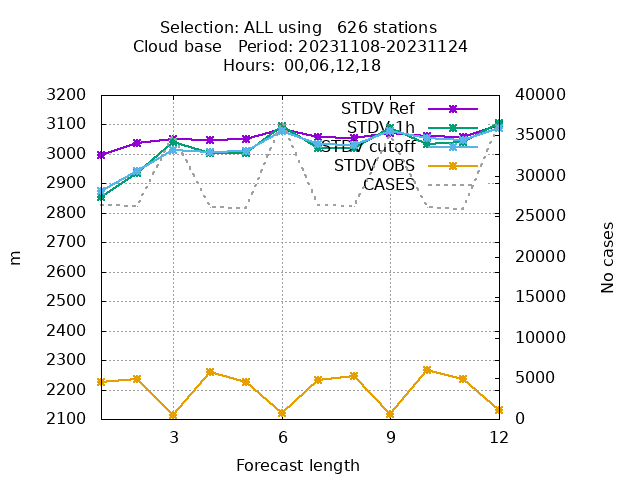 Selection: ALL using   626 stations
Cloud base   Period: 20231108-20231124
Hours:  00,06,12,18
3200
3100
3000
2900
2800
2700
2600
2500
2400
2300
2200
2100
m
40000
35000
30000
25000
20000
15000
10000
5000
0
No cases
STDV Ref
STDV 1h
STDV cutoff
STDV OBS
CASES
3
6
9
12
Forecast length